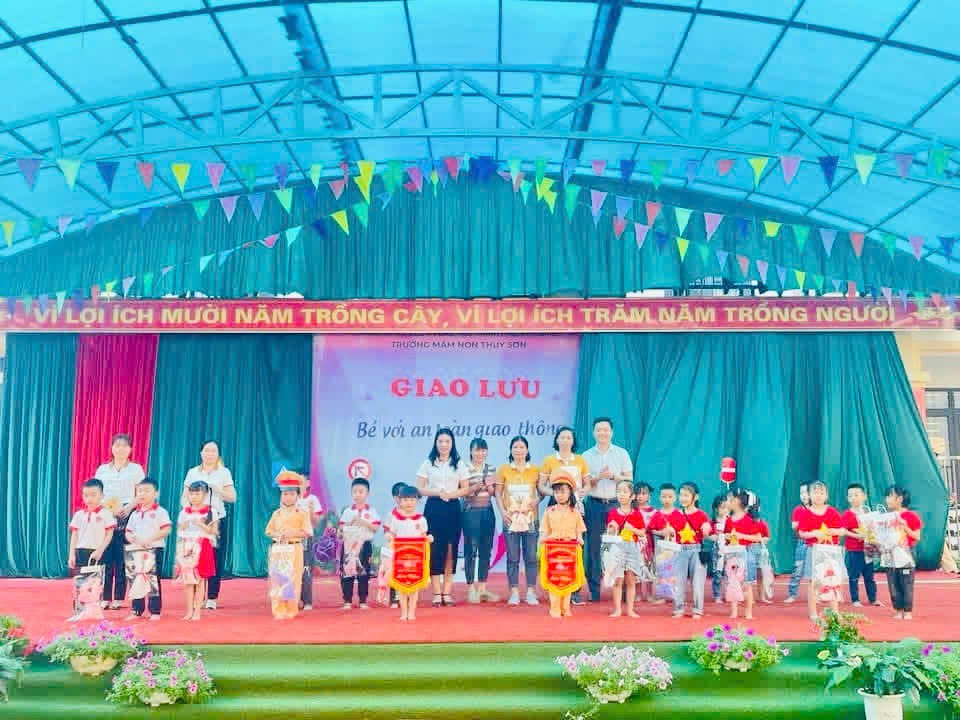 VÌ LỢI ÍCH MƯỜI NĂM TRỒNG CÂY, VÌ LỢI ÍCH TRĂM NĂM TRỒNG NGƯỜI
TRƯỜNG MẦM NON THỤY SƠN
GIAO LƯU
Bé với an toàn giao thông